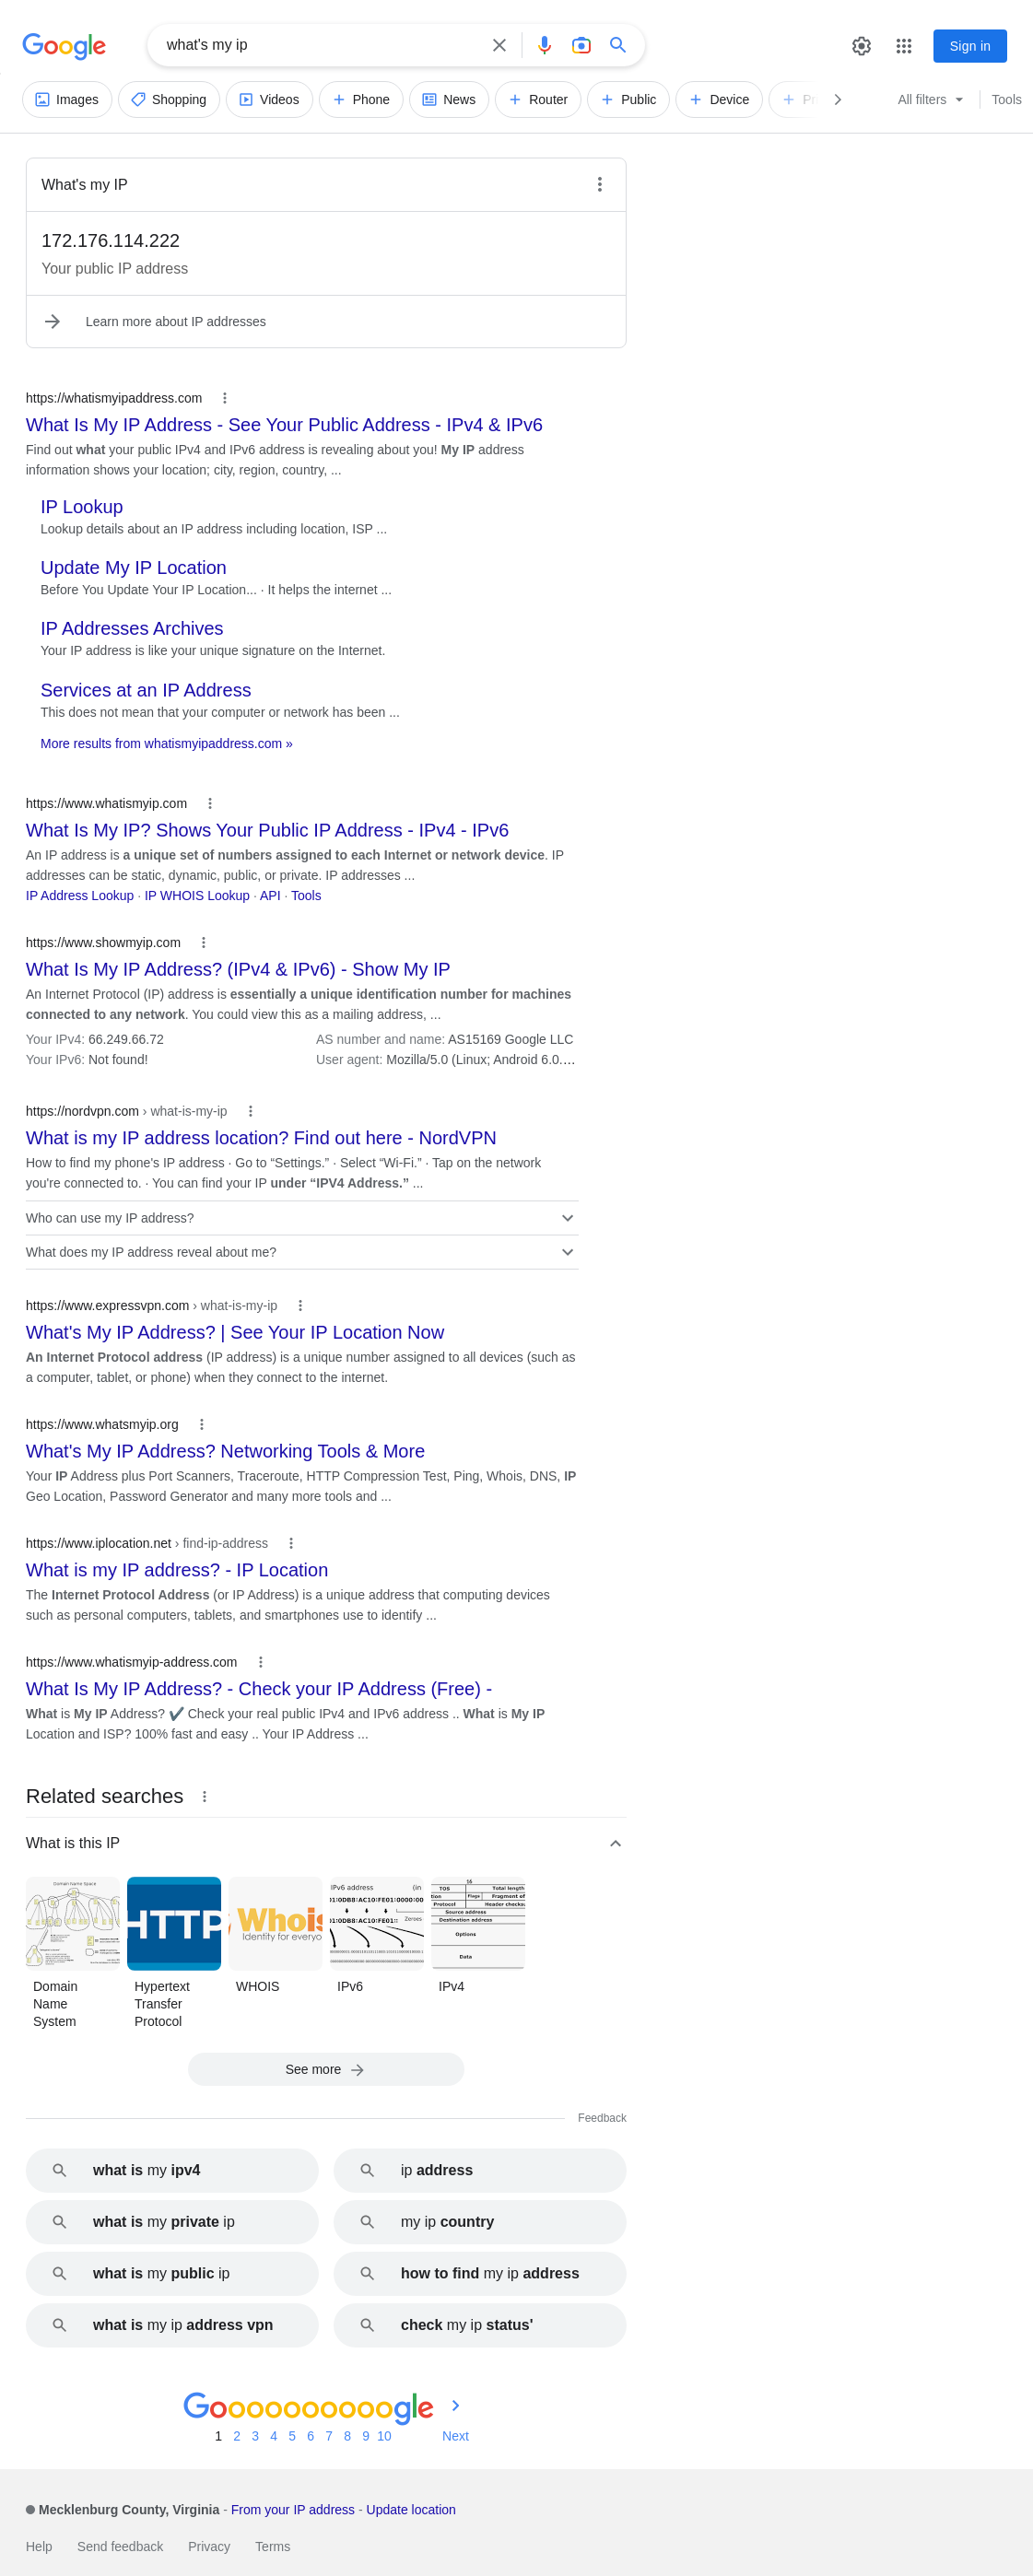 Google
what's my ip
Sign in
Images
Shopping
Videos
Phone
News
Router
Public
Device
All filters
Tools
What's my IP
172.176.114.222
Your public IP address
Learn more about IP addresses
https://whatismyipaddress.com
What Is My IP Address - See Your Public Address - IPv4 & IPv6
Find out what your public IPv4 and IPv6 address is revealing about you! My IP address
information shows your location; city, region, country, ...
IP Lookup
Lookup details about an IP address including location, ISP ...
Update My IP Location
Before You Update Your IP Location... · It helps the internet ...
IP Addresses Archives
Your IP address is like your unique signature on the Internet.
Services at an IP Address
This does not mean that your computer or network has been ...
More results from whatismyipaddress.com »
https://www.whatismyip.com
What Is My IP? Shows Your Public IP Address - IPv4 - IPv6
An IP address is a unique set of numbers assigned to each Internet or network device. IP
addresses can be static, dynamic, public, or private. IP addresses ...
IP Address Lookup · IP WHOIS Lookup · API · Tools
https://www.showmyip.com
What Is My IP Address? (IPv4 & IPv6) - Show My IP
An Internet Protocol (IP) address is essentially a unique identification number for machines
connected to any network. You could view this as a mailing address, ...
Your IPv4: 66.249.66.72
AS number and name: AS15169 Google LLC
Your IPv6: Not found!
User agent: Mozilla/5.0 (Linux; Android 6.0....
https://nordvpn.com › what-is-my-ip
What is my IP address location? Find out here - NordVPN
How to find my phone's IP address · Go to “Settings.” · Select “Wi-Fi.” · Tap on the network
you're connected to. · You can find your IP under “IPV4 Address.” ...
Who can use my IP address?
What does my IP address reveal about me?
https://www.expressvpn.com › what-is-my-ip
What's My IP Address? | See Your IP Location Now
An Internet Protocol address (IP address) is a unique number assigned to all devices (such as
a computer, tablet, or phone) when they connect to the internet.
https://www.whatsmyip.org
What's My IP Address? Networking Tools & More
Your IP Address plus Port Scanners, Traceroute, HTTP Compression Test, Ping, Whois, DNS, IP
Geo Location, Password Generator and many more tools and ...
https://www.iplocation.net › find-ip-address
What is my IP address? - IP Location
The Internet Protocol Address (or IP Address) is a unique address that computing devices
such as personal computers, tablets, and smartphones use to identify ...
https://www.whatismyip-address.com
What Is My IP Address? - Check your IP Address (Free) -
What is My IP Address? ✔ Check your real public IPv4 and IPv6 address .. What is My IP
Location and ISP? 100% fast and easy .. Your IP Address ...
Related searches
What is this IP
Domain Name Space
HTTP
Whois
Identity for everyo
IPv6 address (in
Zeroes
16
TOS Total length
Flags Fragment of
Protocol Header checksu
Source address
Destination address
Options
Data
Domain
Name
System
Hypertext
Transfer
Protocol
WHOIS
IPv6
IPv4
See more
Feedback
what is my ipv4
ip address
what is my private ip
my ip country
what is my public ip
how to find my ip address
what is my ip address vpn
check my ip status'
Goooooooooogle
1 2 3 4 5 6 7 8 9 10 Next
Mecklenburg County, Virginia - From your IP address - Update location
Help Send feedback Privacy Terms